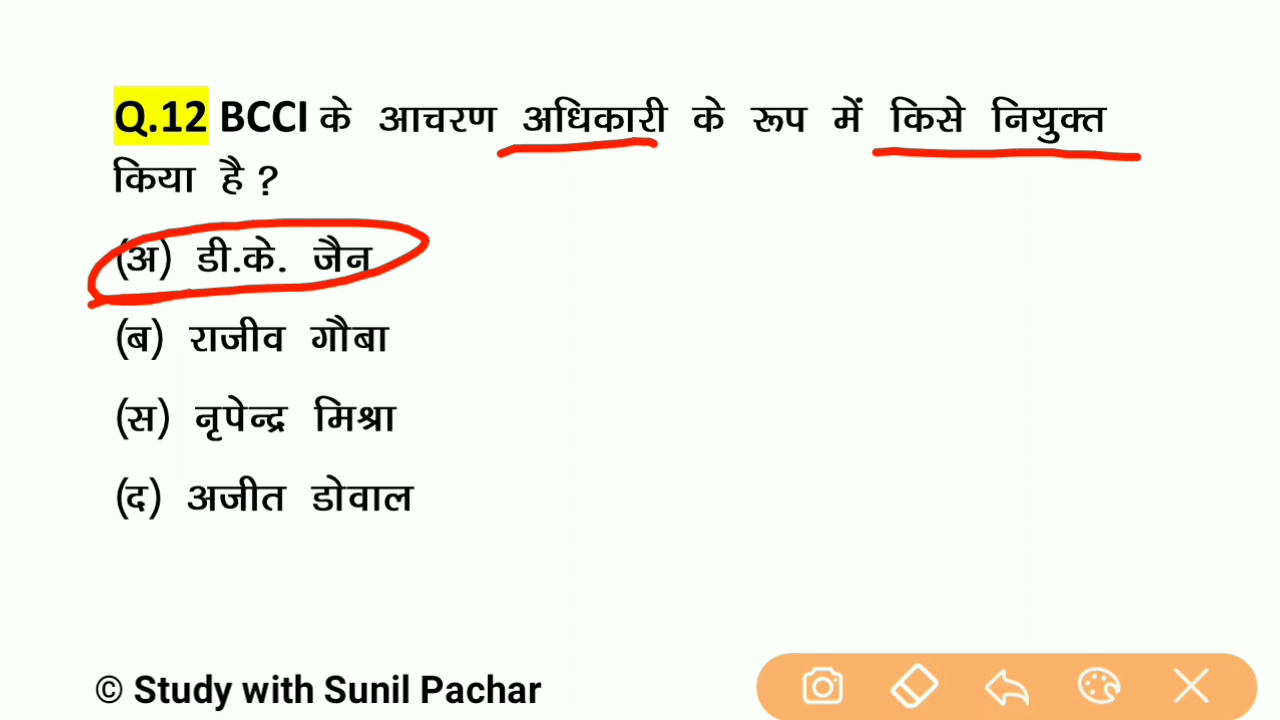 Q.12 BCCI के आचरण अधिकारी के रूप में किसे नियुक्त
किया है ?
(अ) डी.के. जैन
(ब) राजीव गौबा
(स) नृपेन्द्र मिश्रा
(द) अजीत डोवाल
© Study with Sunil Pachar